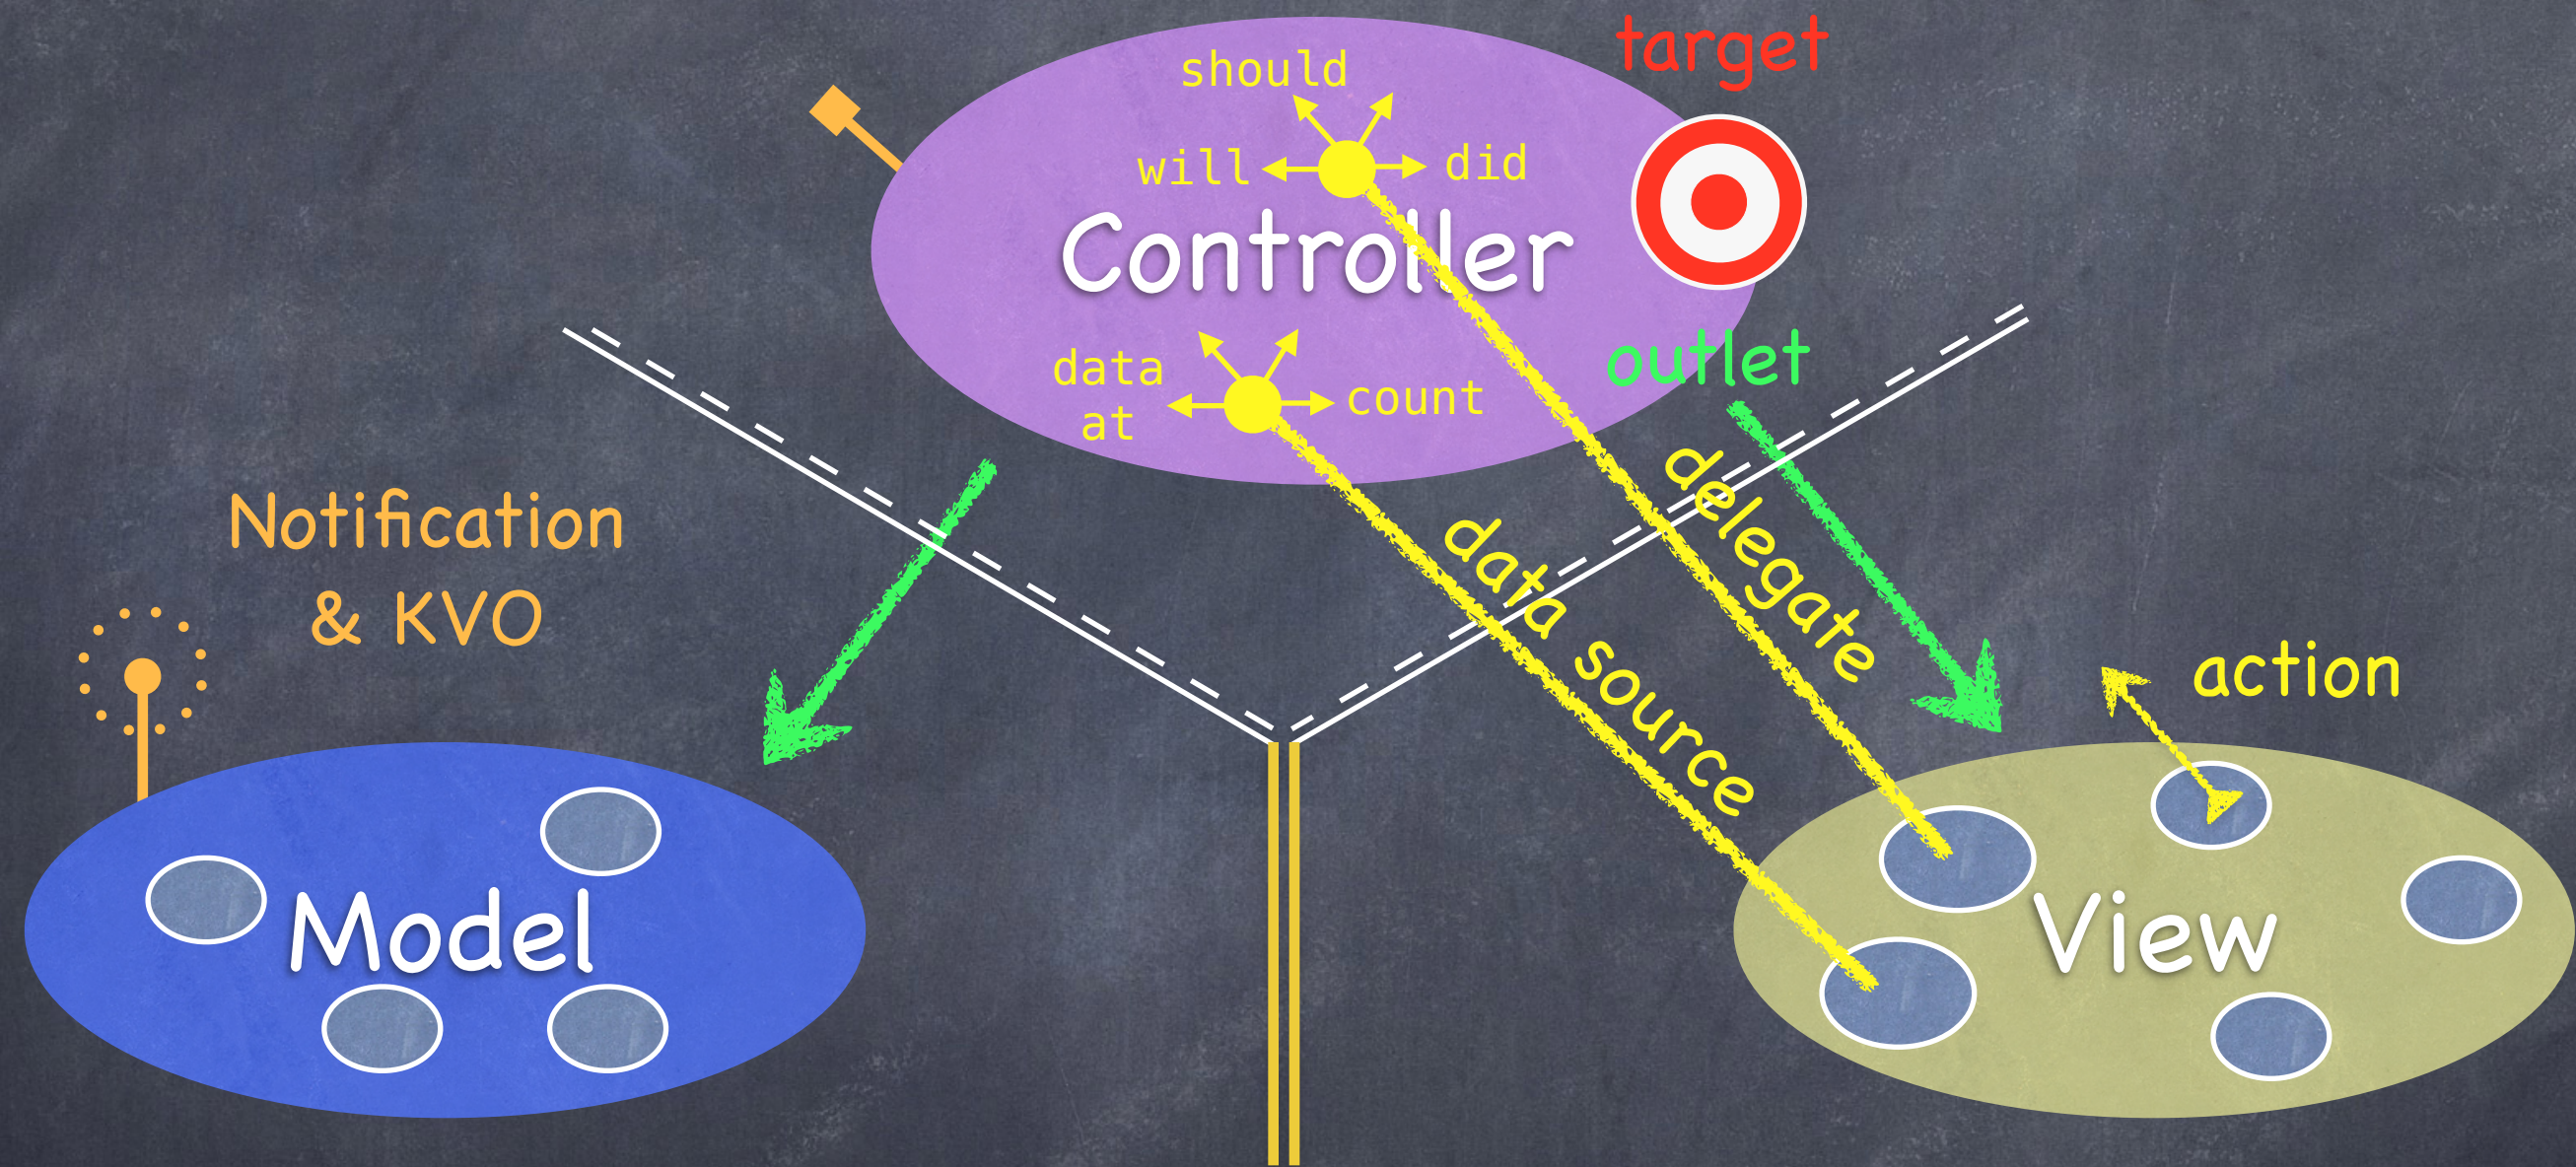 target
should
will
did
Controller
data
at
count
outlet
delegate
data source
Notification
& KVO
action
Model
View